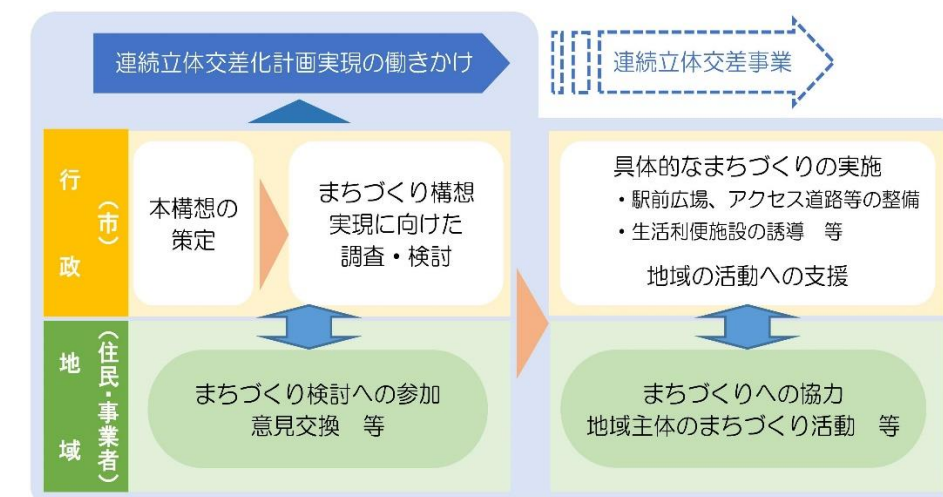 連続立体交差化計画実現の働きかけ
連続立体交差事業
行政
(市)
本構想の
策定
まちづくり構想
実現に向けた
調査・検討
具体的なまちづくりの実施
・駅前広場、アクセス道路等の整備
・生活利便施設の誘導　等
地域の活動への支援
地域
(住民・事業者)
まちづくり検討への参加
意見交換　等
まちづくりへの協力
地域主体のまちづくり活動　等